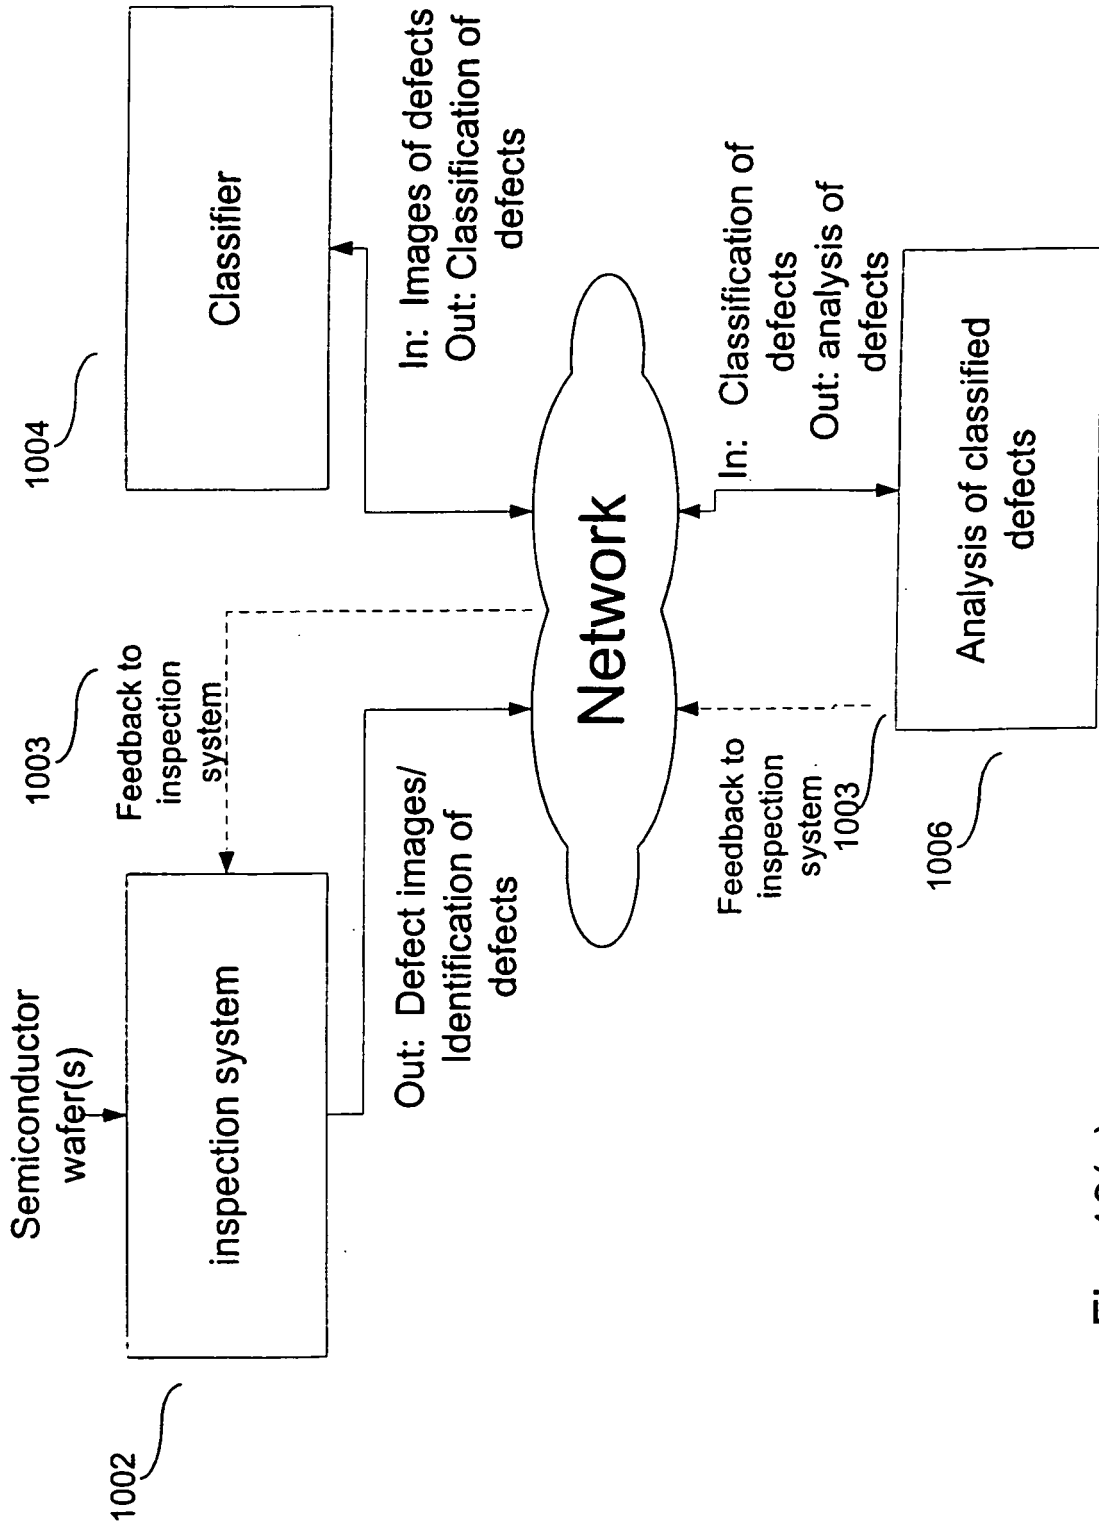 Semiconductor
wafer(s)
1002
inspection system
1003
Feedback to
inspection
system
1004
Classifier
Out: Defect images/
Identification of
defects
In: Images of defects
Out: Classification of
defects
Network
Feedback to
inspection
system
1003
In: Classification of
defects
Out: analysis of
defects
1006
Analysis of classified
defects